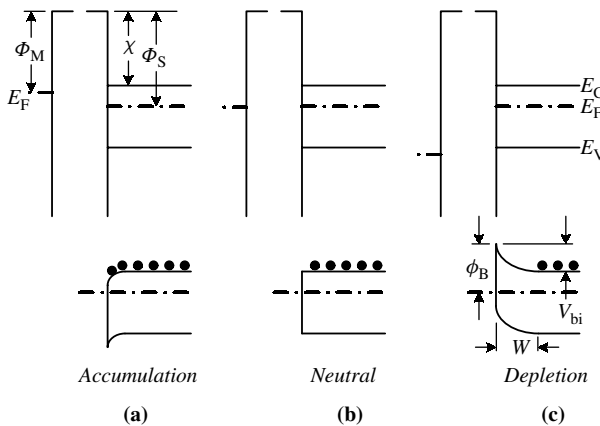 Φ_M
χ
Φ_S
E_F
E_C
E_F
E_V
ϕ_B
V_bi
W
Accumulation
Neutral
Depletion
(a)
(b)
(c)